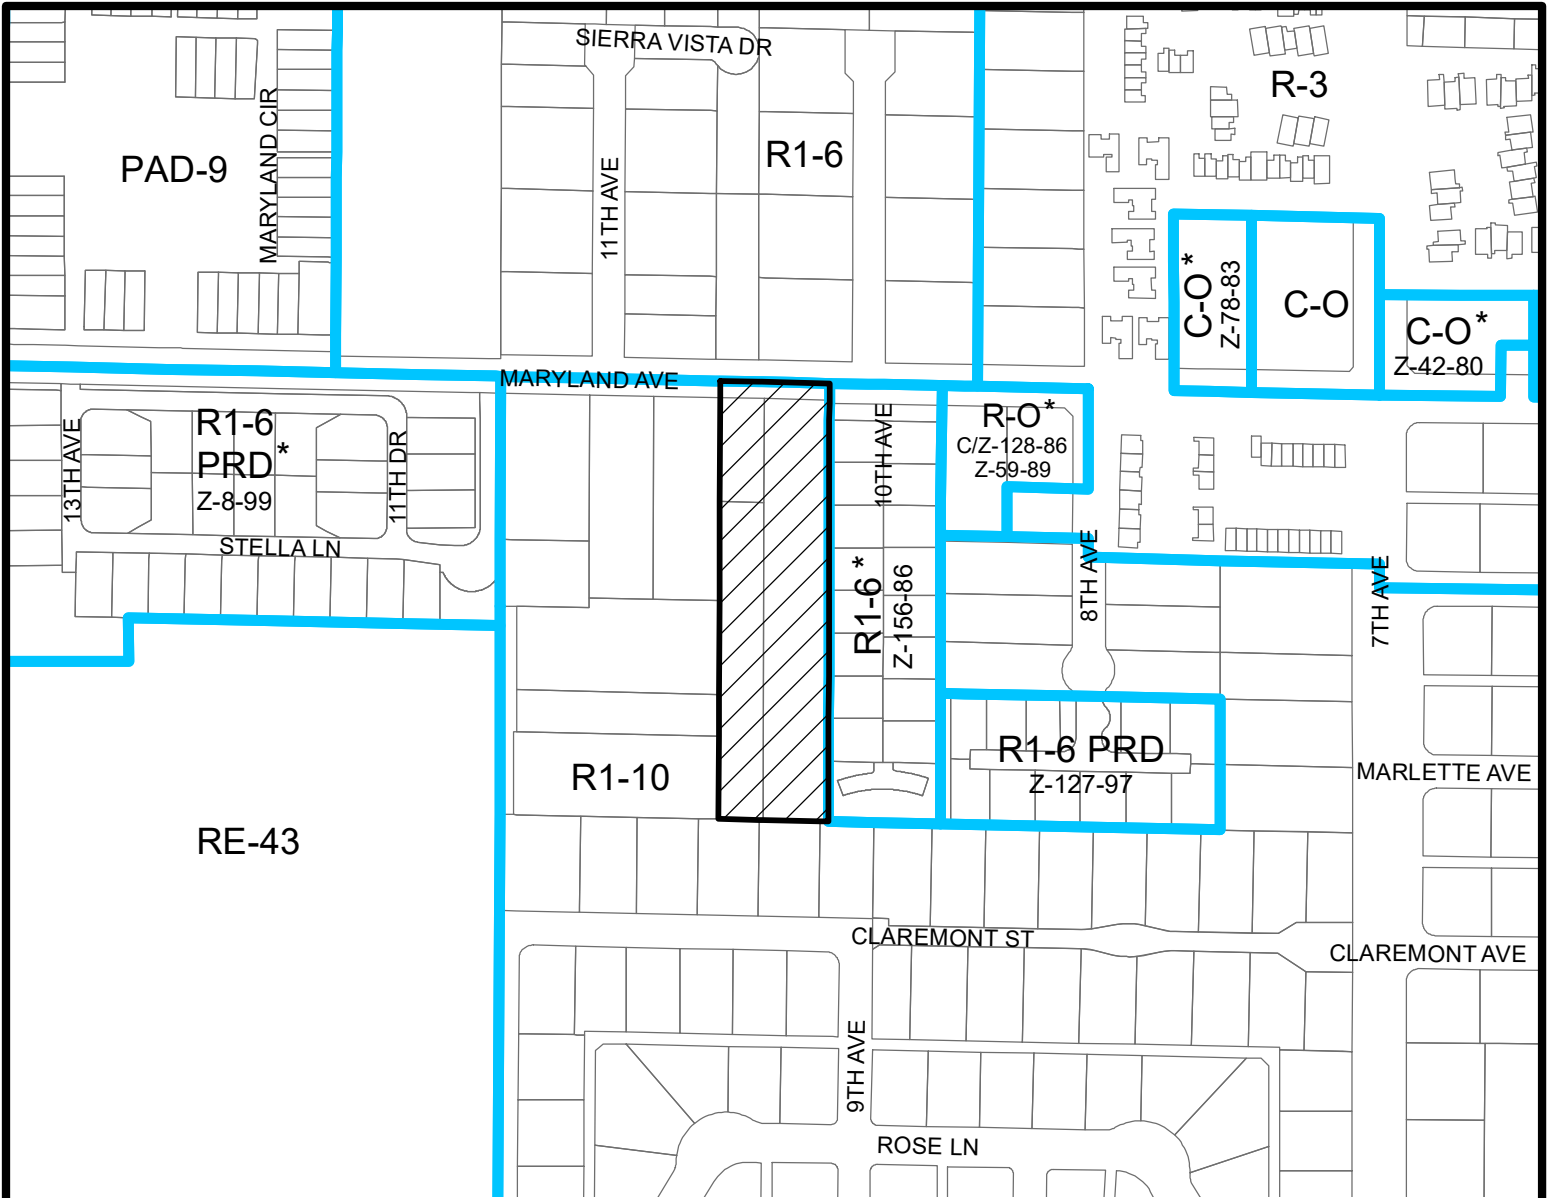 SIERRA VISTA DR
R-3
MARYLAND CIR
PAD-9
R1-6
11TH AVE
C-O*
Z-78-83
C-O
C-O*
Z-42-80
MARYLAND AVE
13TH AVE
R1-6
PRD*
Z-8-99
11TH DR
10TH AVE
R-O*
C/Z-128-86
Z-59-89
STELLA LN
R1-6*
Z-156-86
8TH AVE
7TH AVE
R1-10
R1-6 PRD
Z-127-97
MARLETTE AVE
RE-43
CLAREMONT ST
CLAREMONT AVE
9TH AVE
ROSE LN